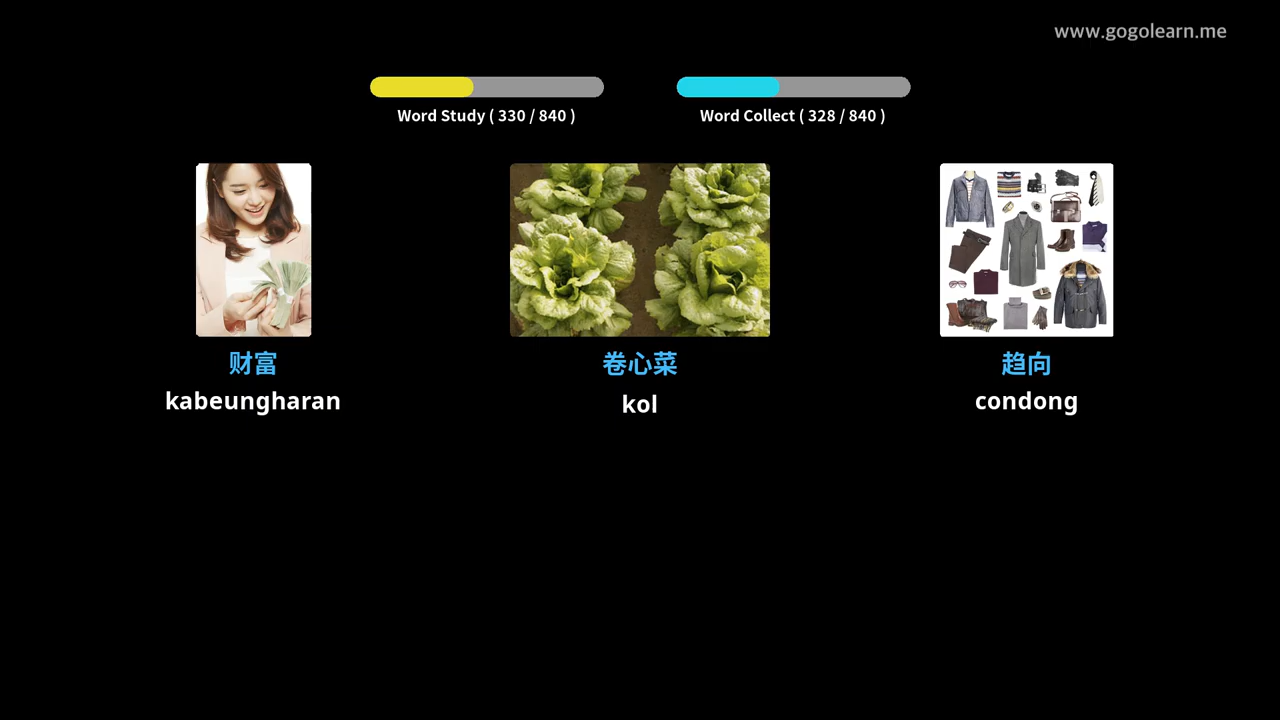 www.gogolearn.me
Word Study ( 330 / 840 )
Word Collect ( 328 / 840 )
财富
卷心菜
趋向
kabeungharan
kol
condong